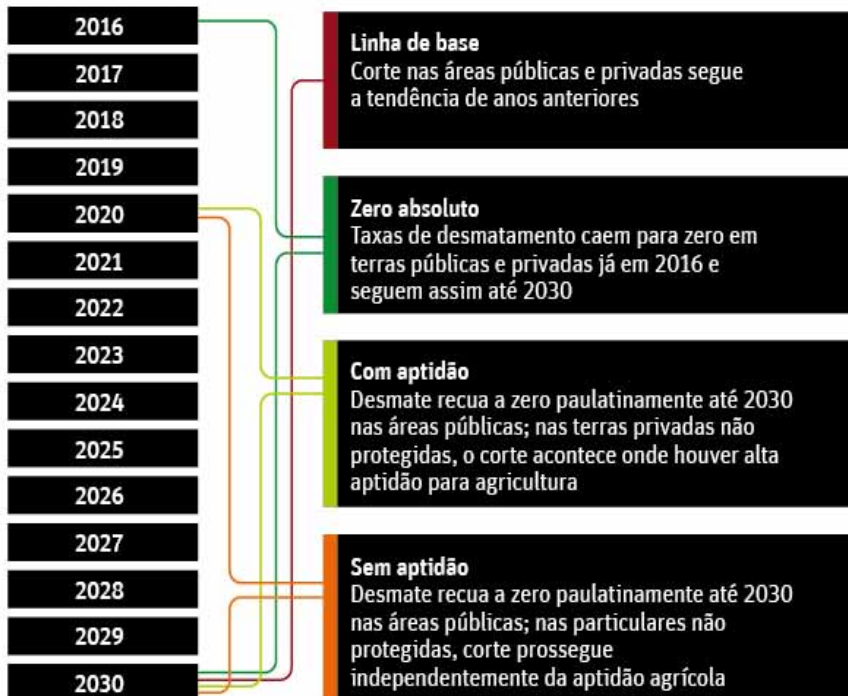 2016
2017
2018
2019
2020
2021
2022
2023
2024
2025
2026
2027
2028
2029
2030
Linha de base
Corte nas áreas públicas e privadas segue
a tendência de anos anteriores
Zero absoluto
Taxas de desmatamento caem para zero em
terras públicas e privadas já em 2016 e
seguem assim até 2030
Com aptidão
Desmate recua a zero paulatinamente até 2030
nas áreas públicas; nas terras privadas não
protegidas, o corte acontece onde houver alta
aptidão para agricultura
Sem aptidão
Desmate recua a zero paulatinamente até 2030
nas áreas públicas; nas particulares não
protegidas, corte prossegue
independentemente da aptidão agrícola